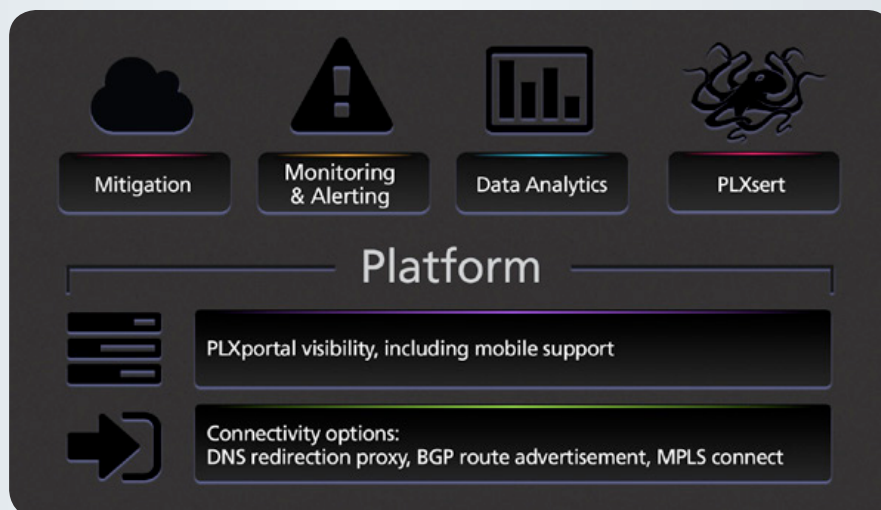 Mitigation
Monitoring
& Alerting
Data Analytics
PLXsert
Platform
PLXportal visibility, including mobile support
Connectivity options:
DNS redirection proxy, BGP route advertisement, MPLS connect